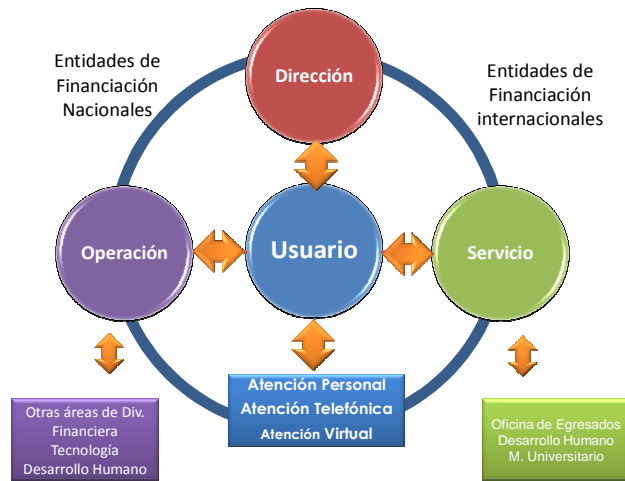 Entidades de
Financiación
Nacionales
Dirección
Entidades de
Financiación
internacionales
Operación
Usuario
Servicio
Atención Personal
Atención Telefónica
Atención Virtual
Otras áreas de Div.
Financiera
Tecnología
Desarrollo Humano
Oficina de Egresados
Desarrollo Humano
M. Universitario